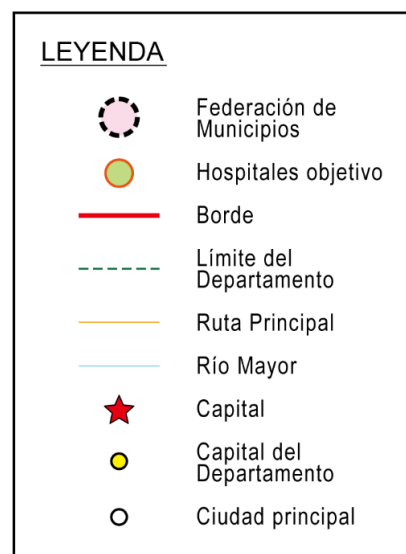 LEYENDA
Federación de
Municipios
Hospitales objetivo
Borde
Límite del
Departamento
Ruta Principal
Río Mayor
Capital
Capital del
Departamento
Ciudad principal